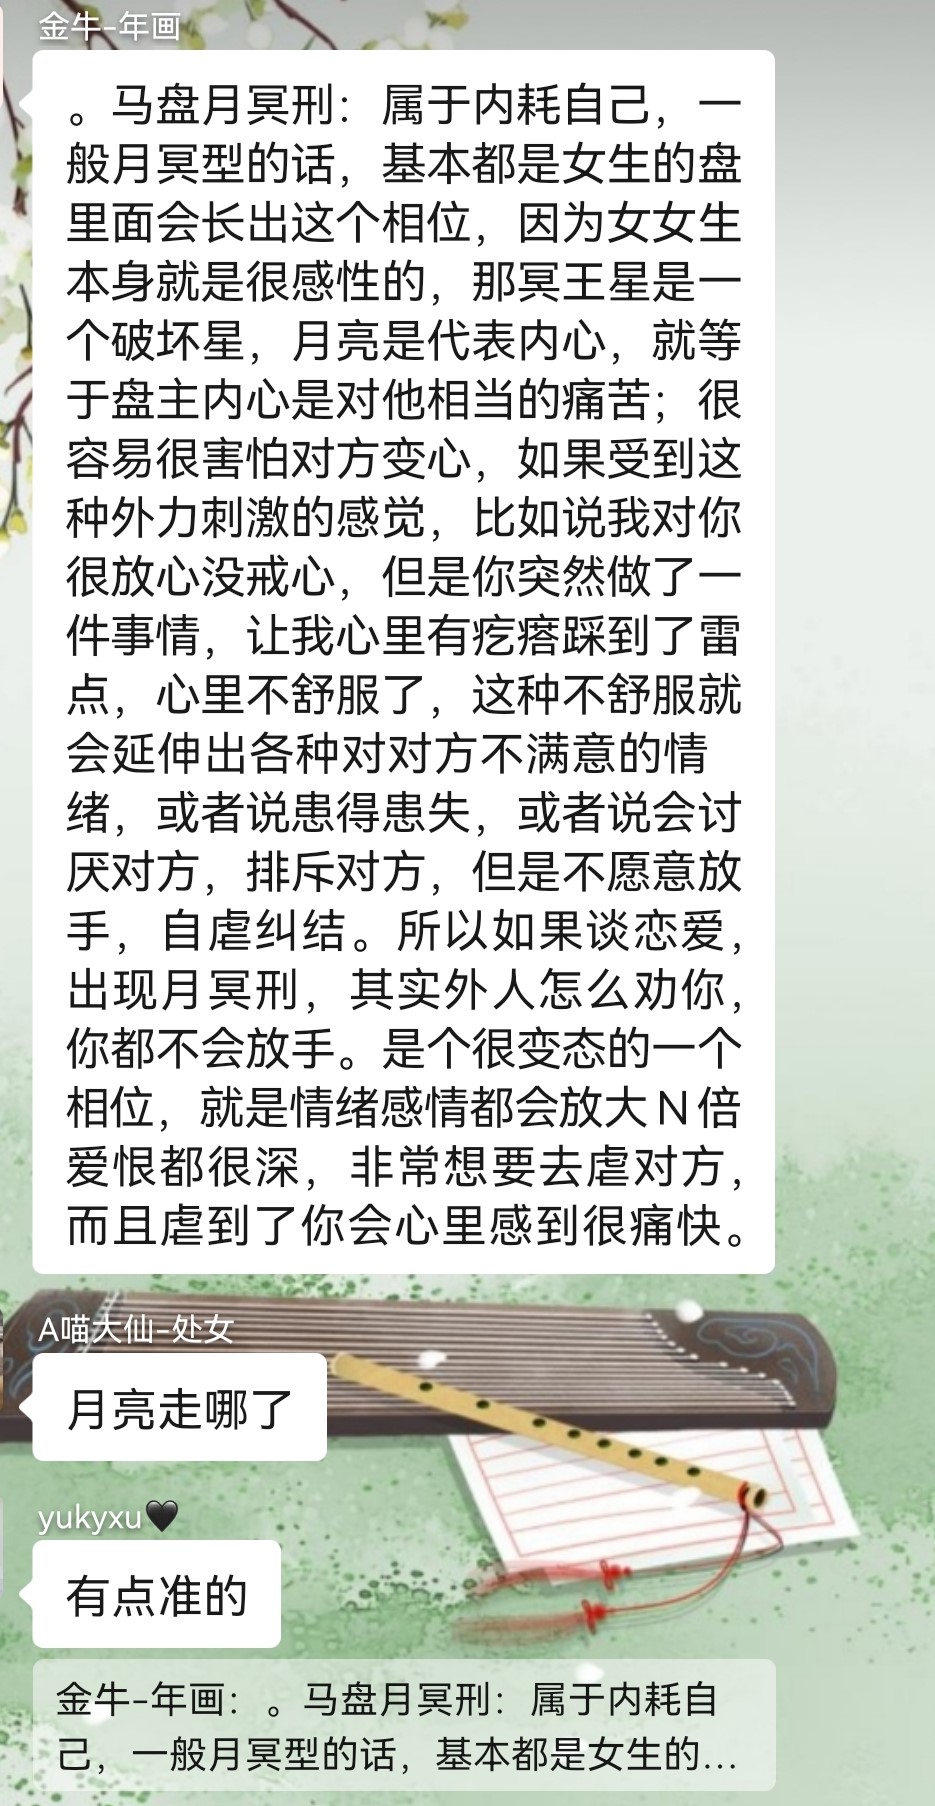 金牛-年画
。马盘月冥刑：属于内耗自己，一
般月冥型的话，基本都是女生的盘
里面会长出这个相位，因为女女生
本身就是很感性的，那冥王星是一
个破坏星，月亮是代表内心，就等
于盘主内心是对他相当的痛苦；很
容易很害怕对方变心，如果受到这
种外力刺激的感觉，比如说我对你
很放心没戒心，但是你突然做了一
件事情，让我心里有疙瘩踩到了雷
点，心里不舒服了，这种不舒服就
会延伸出各种对对方不满意的情
绪，或者说患得患失，或者说会讨
厌对方，排斥对方，但是不愿意放
手，自虐纠结。所以如果谈恋爱，
出现月冥刑，其实外人怎么劝你，
你都不会放手。是个很变态的一个
相位，就是情绪感情都会放大N倍
爱恨都很深，非常想要去虐对方，
而且虐到了你会心里感到很痛快。
A喵大仙-处女
月亮走哪了
yukyxu🖤
有点准的
金牛-年画：。马盘月冥刑：属于内耗自
己，一般月冥型的话，基本都是女生的...